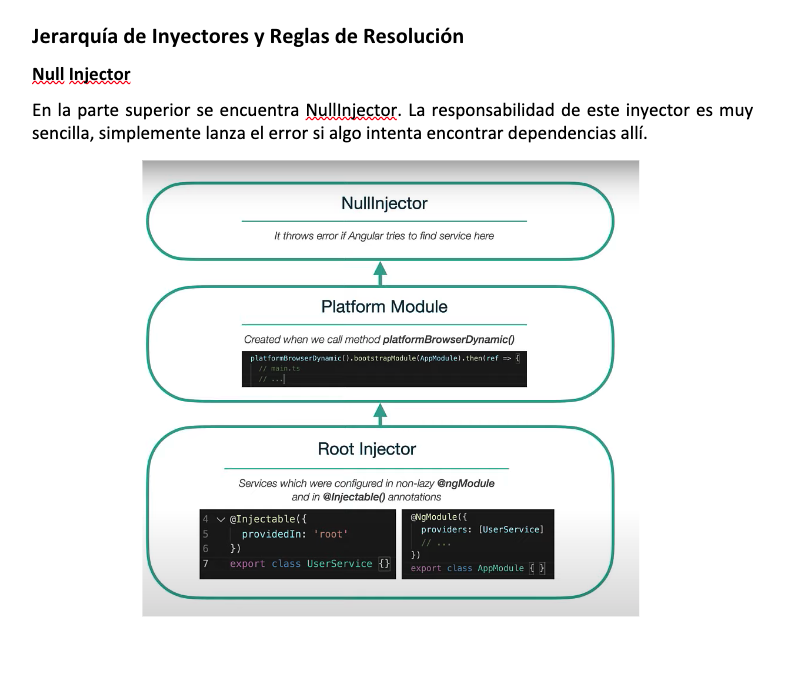 Jerarquía de Inyectores y Reglas de Resolución
Null Injector
En la parte superior se encuentra NullInjector. La responsabilidad de este inyector es muy
sencilla, simplemente lanza el error si algo intenta encontrar dependencias allí.
NullInjector
It throws error if Angular tries to find service here
Platform Module
Created when we call method platformBrowserDynamic()
platformBrowserDynamic().bootstrapModule(AppModule).then(ref => {
// main.ts
// ...
Root Injector
Services which were configured in non-lazy @ngModule
and in @Injectable() annotations
4 @Injectable({
5 providedIn: 'root'
6 })
7 export class UserService {}
@NgModule({
providers: [UserService]
// ...
})
export class AppModule { }